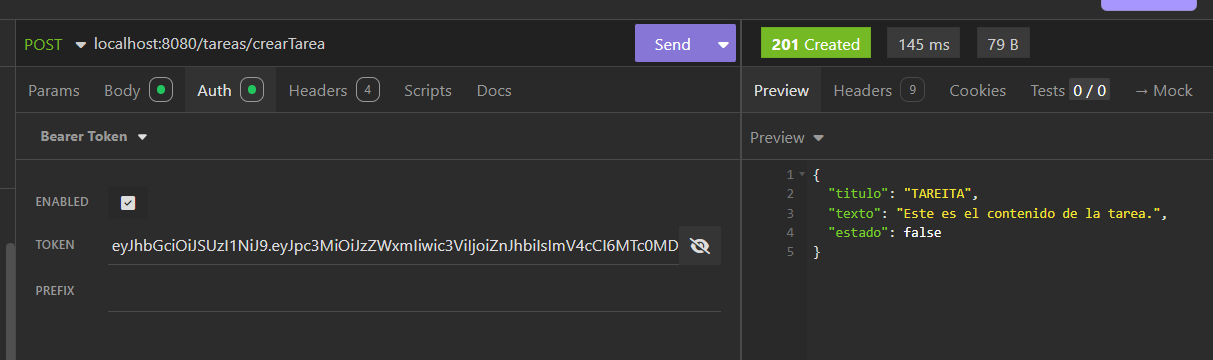 POST localhost:8080/tareas/crearTarea Send
201 Created 145 ms 79 B
Params Body Auth Headers 4 Scripts Docs
Preview Headers 9 Cookies Tests 0 / 0 → Mock
Bearer Token
Preview
ENABLED
TOKEN eyJhbGciOiJSUzI1NiJ9.eyJpc3MiOiJzZWxmIiwic3ViIjoiZnJhbiIsImV4cCI6MTc0MD
PREFIX
1 {
2 "titulo": "TAREITA",
3 "texto": "Este es el contenido de la tarea.",
4 "estado": false
5 }